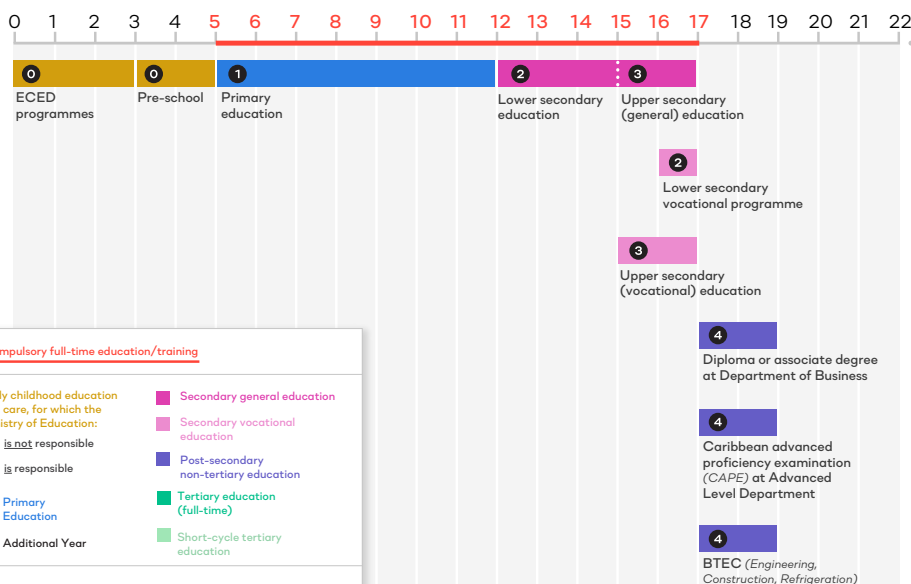 0 1 2 3 4 5 6 7 8 9 10 11 12 13 14 15 16 17 18 19 20 21 22
0 0 1 2 3
ECED
programmes
Pre-school
Primary
education
Lower secondary
education
Upper secondary
(general) education
2
Lower secondary
vocational programme
3
Upper secondary
(vocational) education
4
Diploma or associate degree
at Department of Business
4
Caribbean advanced
proficiency examination
(CAPE) at Advanced
Level Department
4
BTEC (Engineering,
Construction, Refrigeration)
mpulsory full-time education/training
ly childhood education
care, for which the
istry of Education:
is not responsible
is responsible
Primary
Education
Additional Year
Secondary general education
Secondary vocational
education
Post-secondary
non-tertiary education
Tertiary education
(full-time)
Short-cycle tertiary
education